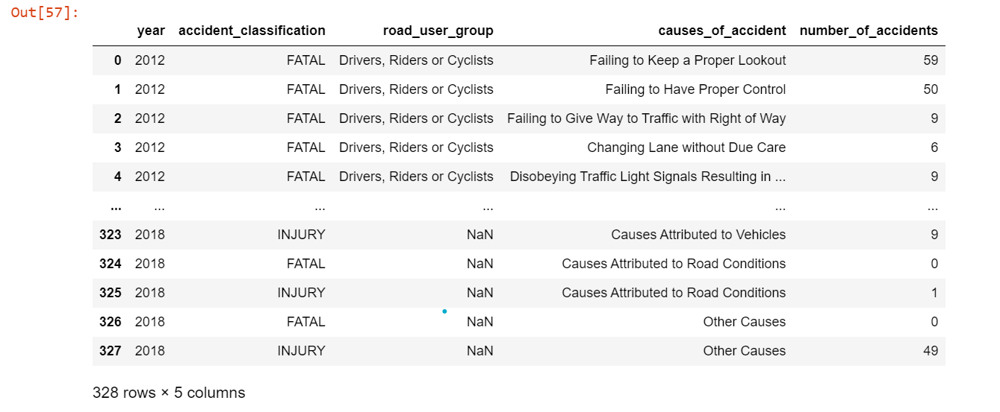 Out[57]:
year accident_classification road_user_group causes_of_accident number_of_accidents
0 2012 FATAL Drivers, Riders or Cyclists Failing to Keep a Proper Lookout 59
1 2012 FATAL Drivers, Riders or Cyclists Failing to Have Proper Control 50
2 2012 FATAL Drivers, Riders or Cyclists Failing to Give Way to Traffic with Right of Way 9
3 2012 FATAL Drivers, Riders or Cyclists Changing Lane without Due Care 6
4 2012 FATAL Drivers, Riders or Cyclists Disobeying Traffic Light Signals Resulting in ... 9
... ... ... ... ... ...
323 2018 INJURY NaN Causes Attributed to Vehicles 9
324 2018 FATAL NaN Causes Attributed to Road Conditions 0
325 2018 INJURY NaN Causes Attributed to Road Conditions 1
326 2018 FATAL NaN Other Causes 0
327 2018 INJURY NaN Other Causes 49
328 rows × 5 columns